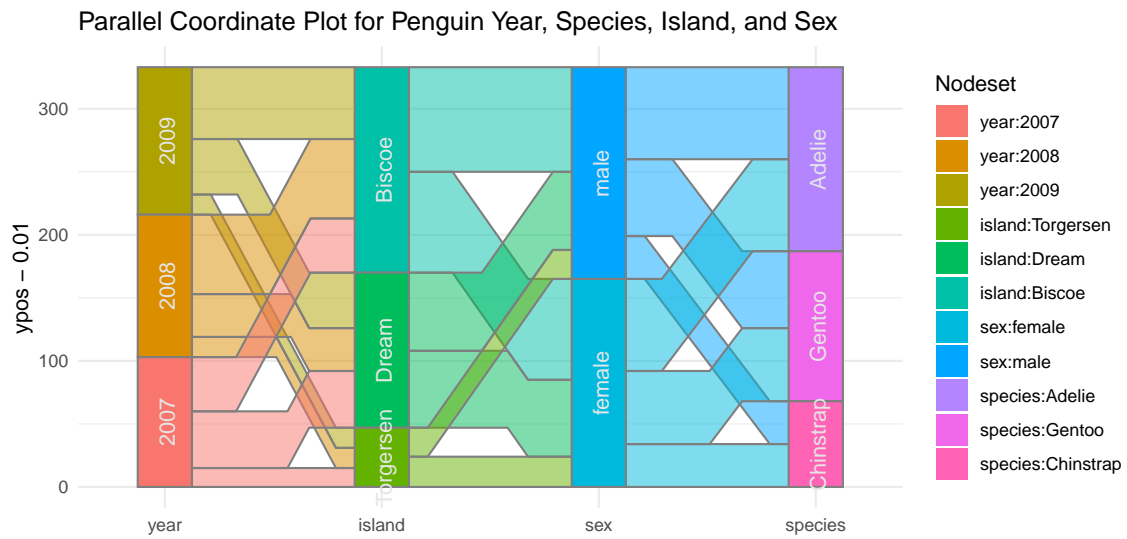 Parallel Coordinate Plot for Penguin Year, Species, Island, and Sex
ypos − 0.01
300
200
100
0
2009
2008
2007
Biscoe
Dream
Torgersen
male
female
Adelie
Gentoo
Chinstrap
year
island
sex
species
Nodeset
year:2007
year:2008
year:2009
island:Torgersen
island:Dream
island:Biscoe
sex:female
sex:male
species:Adelie
species:Gentoo
species:Chinstrap